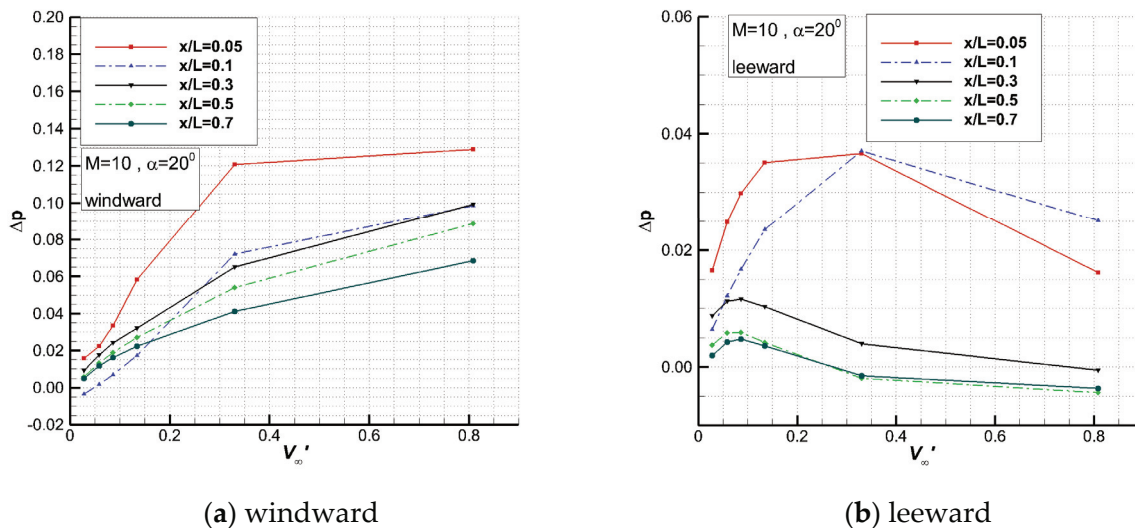 0.20
0.18
0.16
0.14
0.12
0.10
0.08
0.06
0.04
0.02
0.00
-0.02
Δp
x/L=0.05
x/L=0.1
x/L=0.3
x/L=0.5
x/L=0.7
M=10 , α=20⁰
windward
0 0.2 0.4 0.6 0.8
V∞'
(a) windward
0.06
0.04
0.02
0.00
Δp
M=10 , α=20⁰
leeward
x/L=0.05
x/L=0.1
x/L=0.3
x/L=0.5
x/L=0.7
0 0.2 0.4 0.6 0.8
V∞'
(b) leeward